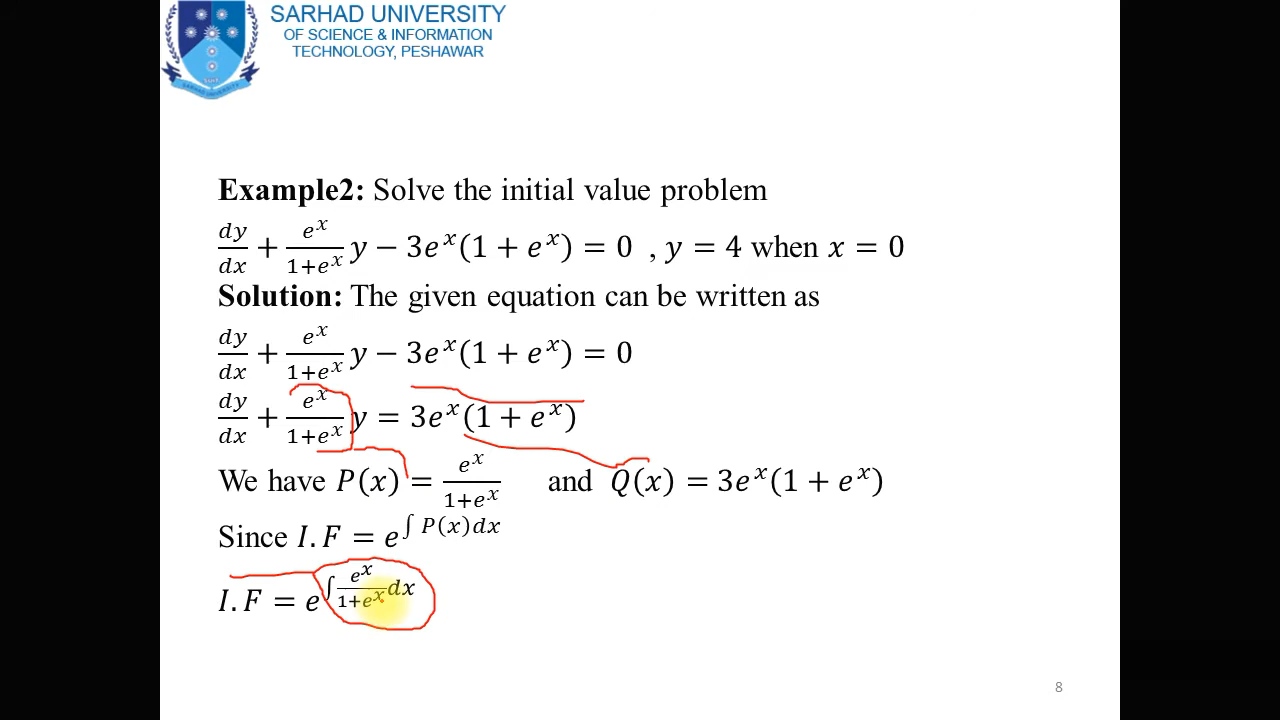 SARHAD UNIVERSITY
OF SCIENCE & INFORMATION
TECHNOLOGY, PESHAWAR
SARHAD UNIVERSITY
Example2: Solve the initial value problem
dy/dx + e^x/(1+e^x) y − 3e^x(1 + e^x) = 0 , y = 4 when x = 0
Solution: The given equation can be written as
dy/dx + e^x/(1+e^x) y − 3e^x(1 + e^x) = 0
dy/dx + e^x/(1+e^x) y = 3e^x(1 + e^x)
We have P(x) = e^x/(1+e^x) and Q(x) = 3e^x(1 + e^x)
Since I.F = e^∫ P(x)dx
I.F = e^∫ e^x/(1+e^x) dx
8